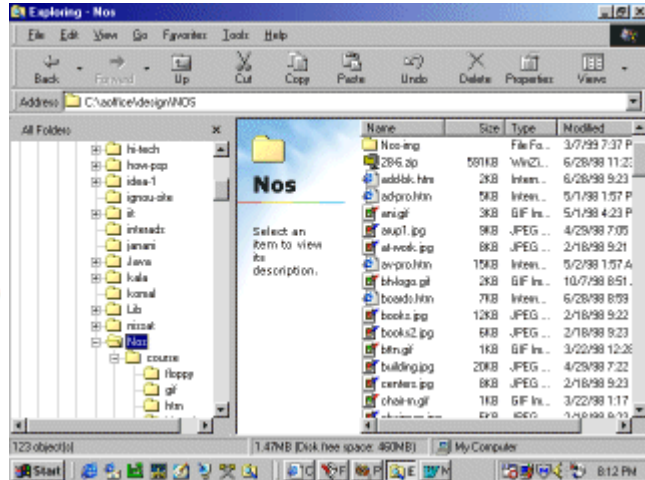 Exploring - Nos
File Edit View Go Favorites Tools Help
Back Forward Up Cut Copy Paste Undo Delete Properties Views
Address C:\aoffice\design\NOS
All Folders
hi-tech
how-pop
idea-1
ignou-site
it
interads
janani
Java
kala
komal
Lib
nissat
Nos
course
floppy
gif
htm
Nos
Select an
item to view
its
description.
Name Size Type Modified
Nos-img File Fo... 3/7/99 7:37 P
286.zip 591KB WinZi... 6/28/98 11:23
add-bk.htm 2KB Intern... 6/28/98 9:23
ad-pro.htm 5KB Intern... 5/1/98 1:57 P
ani.gif 3KB GIF Im... 5/1/98 4:23 P
asup1.jpg 9KB JPEG ... 4/29/98 7:05
at-work.jpg 8KB JPEG ... 2/18/98 9:21
av-pro.htm 15KB Intern... 5/2/98 1:57 A
bh-logo.gif 2KB GIF Im... 10/7/98 8:51
boards.htm 7KB Intern... 6/28/98 8:59
books.jpg 12KB JPEG ... 2/18/98 9:22
books2.jpg 6KB JPEG ... 2/18/98 9:23
bttn.gif 1KB GIF Im... 3/22/98 12:28
building.jpg 20KB JPEG ... 4/29/98 7:22
centers.jpg 8KB JPEG ... 2/18/98 9:23
chair-m.gif 1KB GIF Im... 3/22/98 1:17
123 object(s) 1.47MB (Disk free space: 460MB) My Computer
Start 8:12 PM